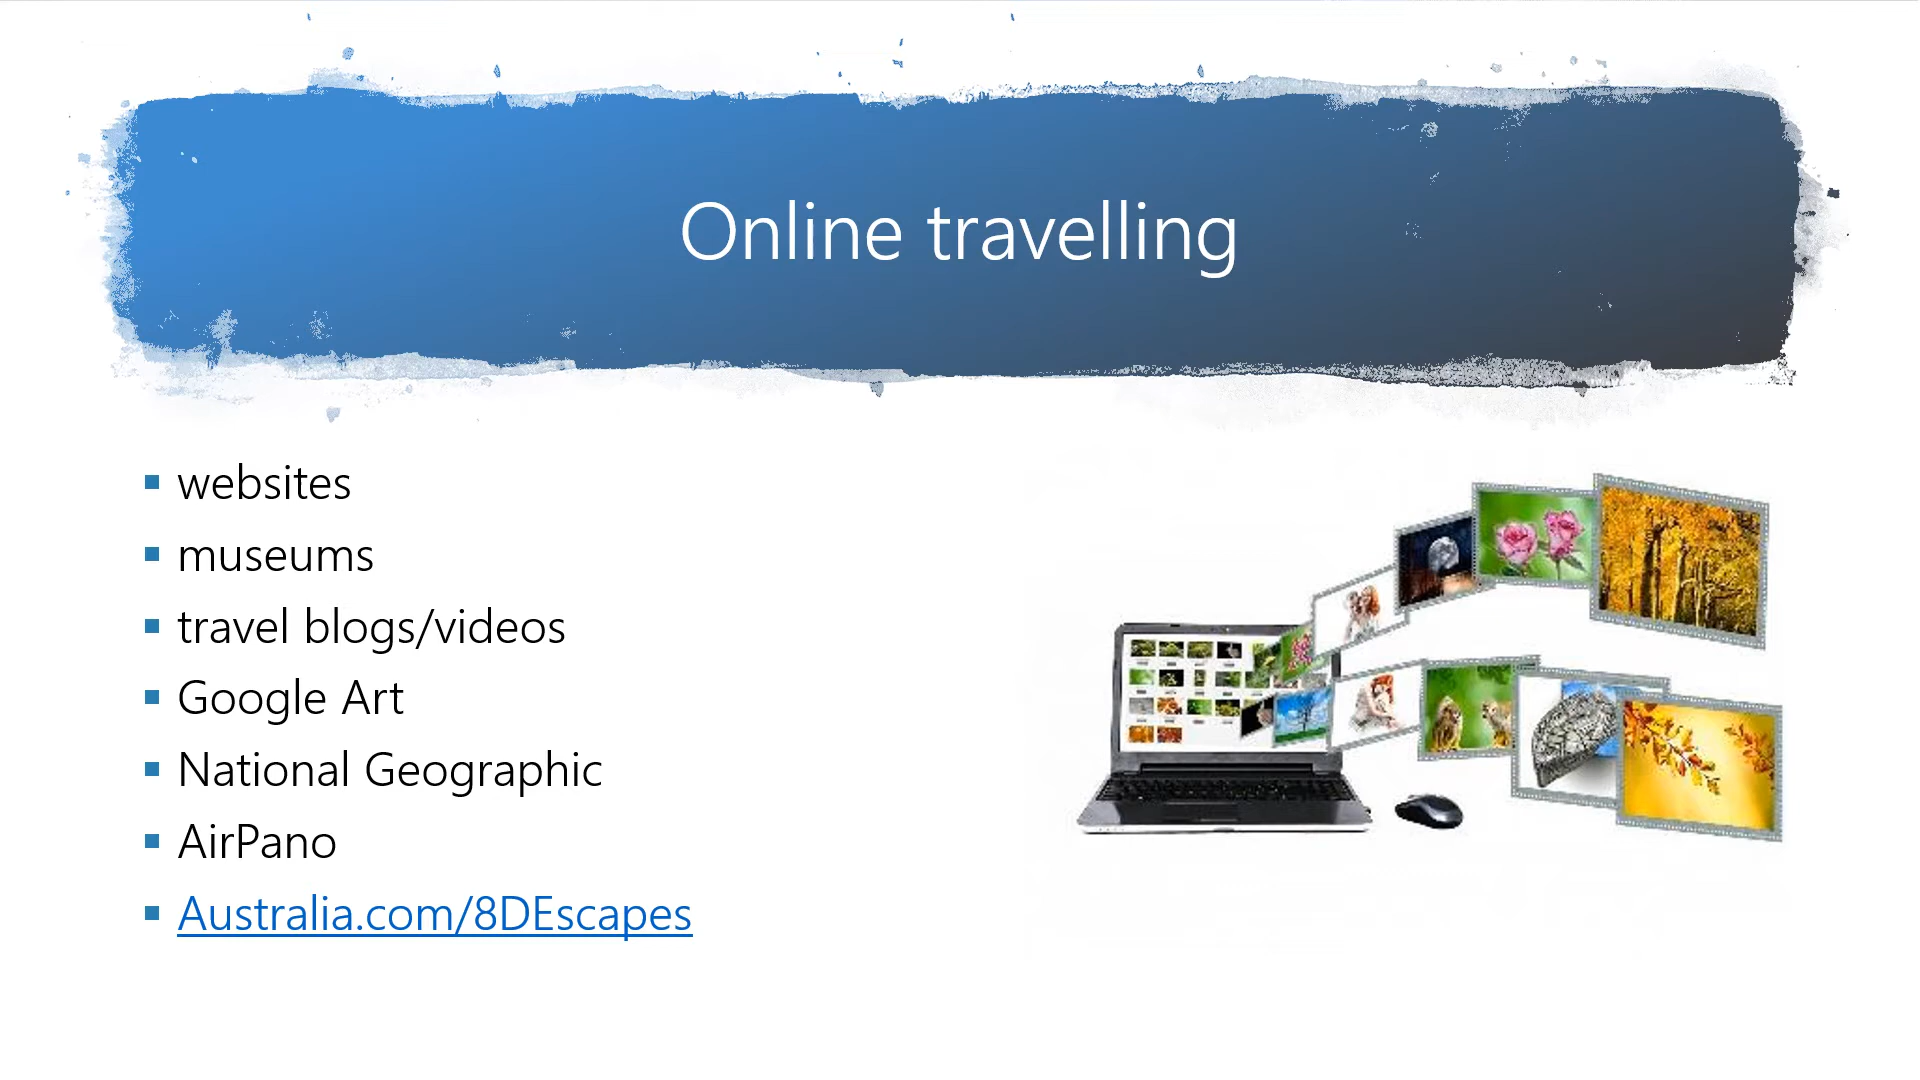 Online travelling
websites
museums
travel blogs/videos
Google Art
National Geographic
AirPano
Australia.com/8DEscapes